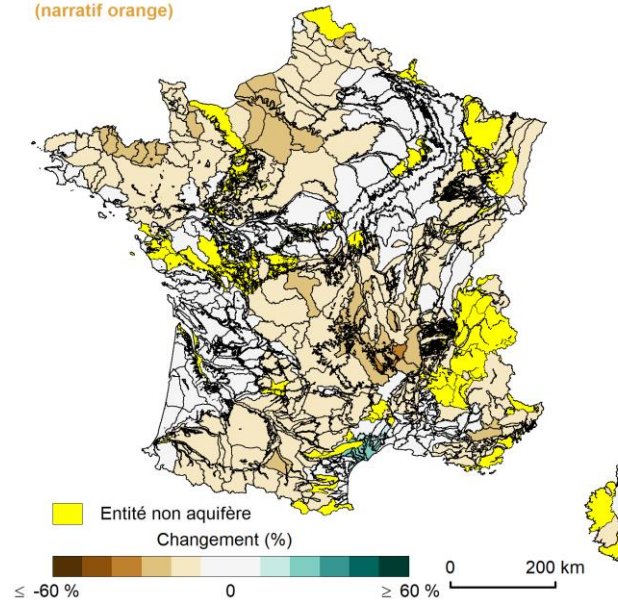 (narratif orange)
Entité non aquifère
Changement (%)
≤ -60 % 0 ≥ 60 %
0 200 km